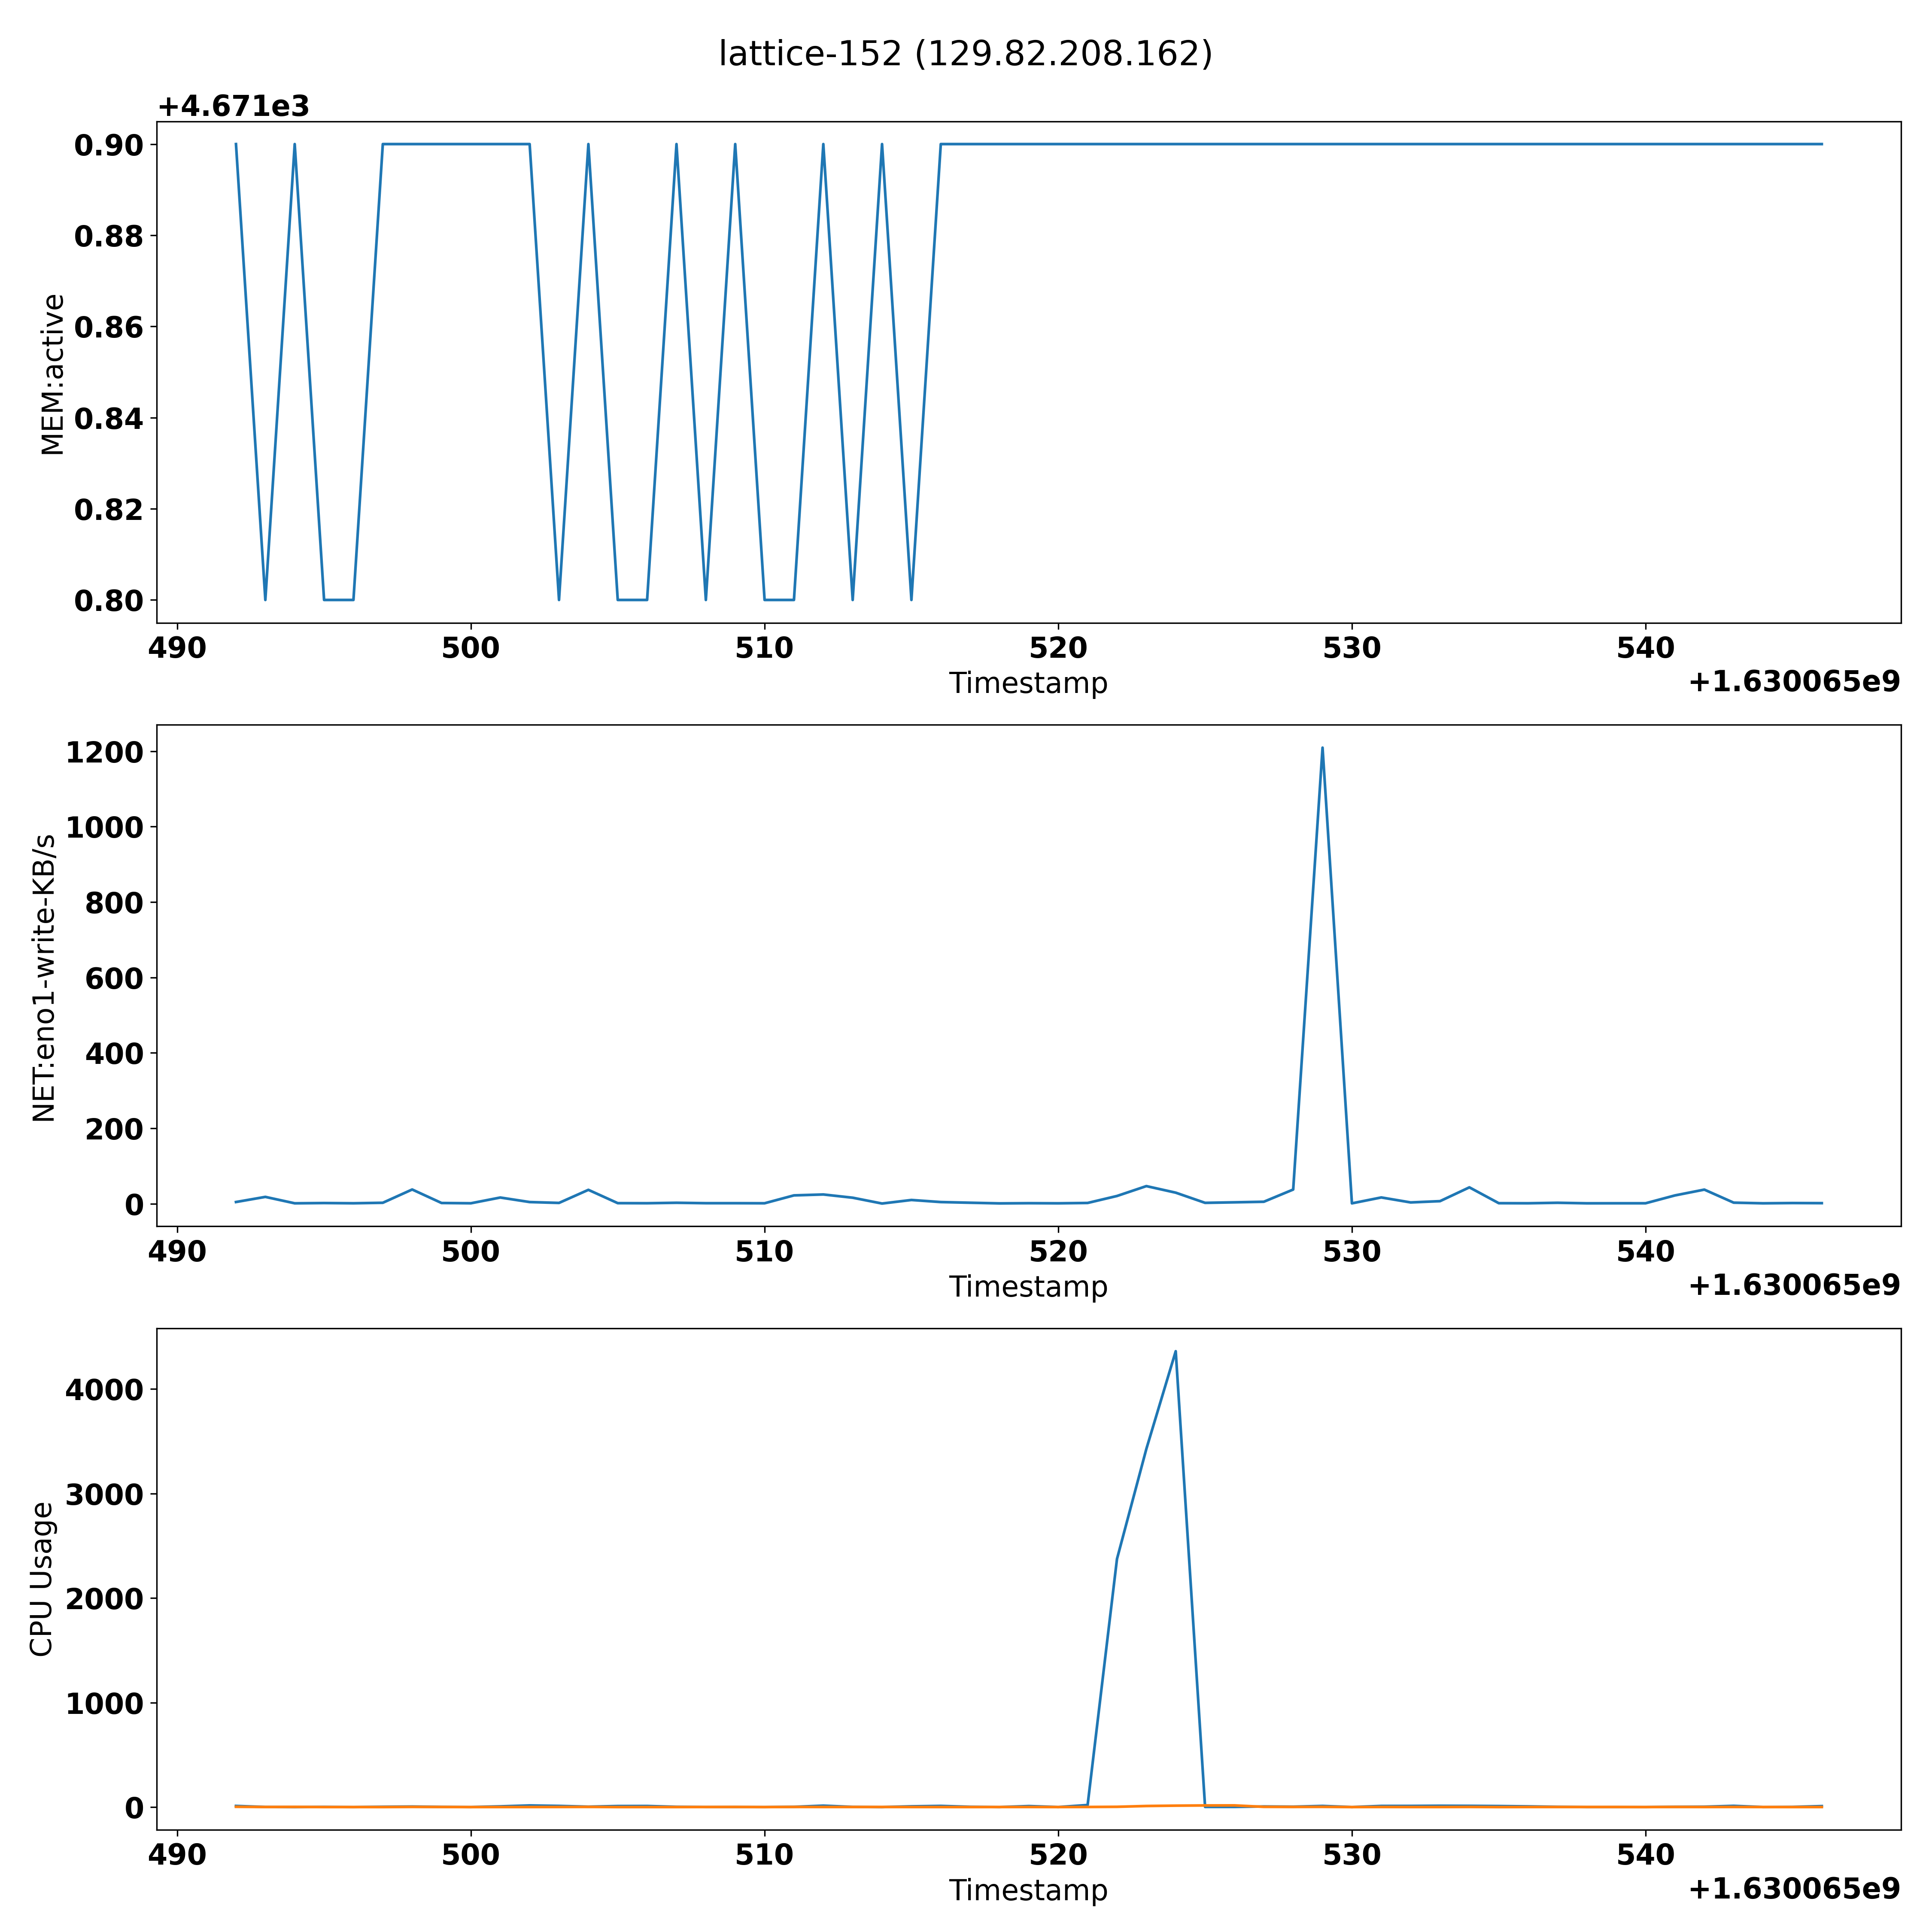 lattice-152 (129.82.208.162)
+4.671e3
0.90
0.88
0.86
0.84
0.82
0.80
MEM:active
490 500 510 520 530 540
Timestamp
+1.630065e9
1200
1000
800
600
400
200
0
NET:eno1-write-KB/s
490 500 510 520 530 540
Timestamp
+1.630065e9
4000
3000
2000
1000
0
CPU Usage
490 500 510 520 530 540
Timestamp
+1.630065e9